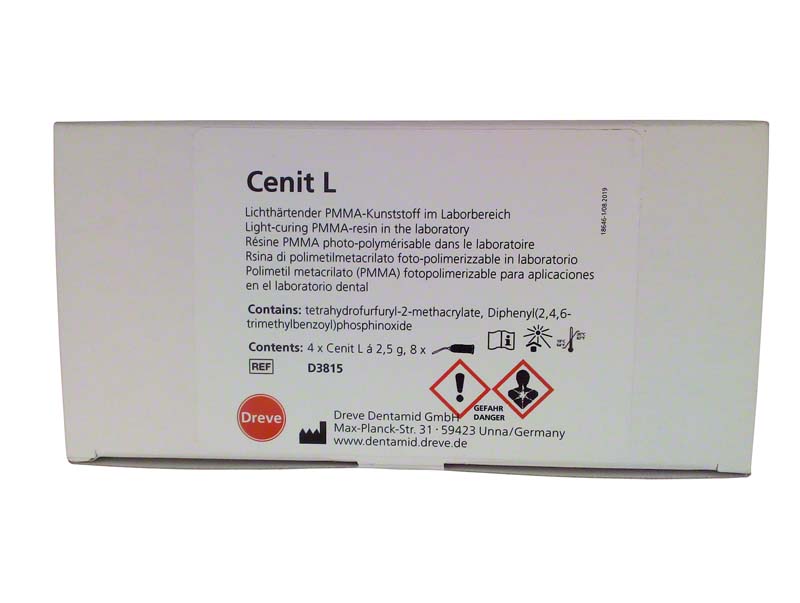 Cenit L
Lichthärtender PMMA-Kunststoff im Laborbereich
Light-curing PMMA-resin in the laboratory
Résine PMMA photo-polymérisable dans le laboratoire
Rsina di polimetilmetacrilato foto-polimerizzabile in laboratorio
Polimetil metacrilato (PMMA) fotopolimerizable para aplicaciones
en el laboratorio dental
18646-1/08.2019
Contains: tetrahydrofurfuryl-2-methacrylate, Diphenyl(2,4,6-
trimethylbenzoyl)phosphinoxide
Contents: 4 x Cenit L á 2,5 g, 8 x
REF D3815
GEFAHR
DANGER
Dreve
Dreve Dentamid GmbH
Max-Planck-Str. 31 · 59423 Unna/Germany
www.dentamid.dreve.de